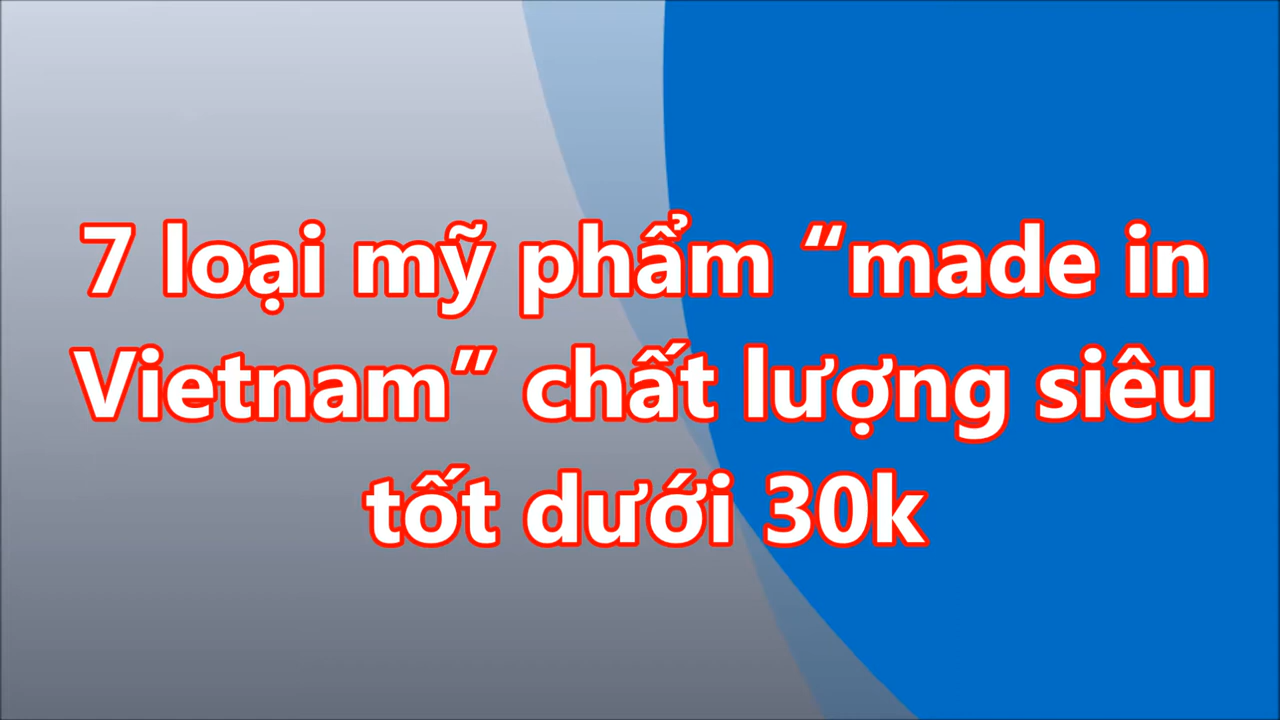 7 loại mỹ phẩm “made in
Vietnam” chất lượng siêu
tốt dưới 30k